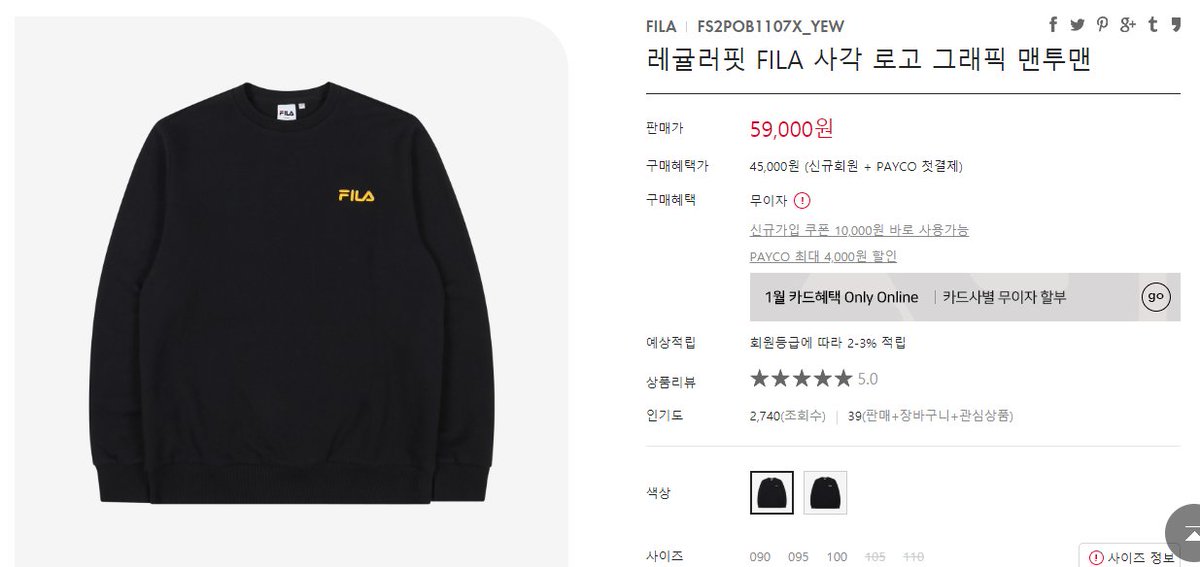 FILA
FILA
FILA | FS2POB1107X_YEW
레귤러핏 FILA 사각 로고 그래픽 맨투맨
판매가 59,000원
구매혜택가 45,000원 (신규회원 + PAYCO 첫결제)
구매혜택 무이자
신규가입 쿠폰 10,000원 바로 사용가능
PAYCO 최대 4,000원 할인
1월 카드혜택 Only Online | 카드사별 무이자 할부 go
예상적립 회원등급에 따라 2-3% 적립
상품리뷰 ★★★★★ 5.0
인기도 2,740(조회수) | 39(판매+장바구니+관심상품)
색상
사이즈 090 095 100 105 110 사이즈 정보